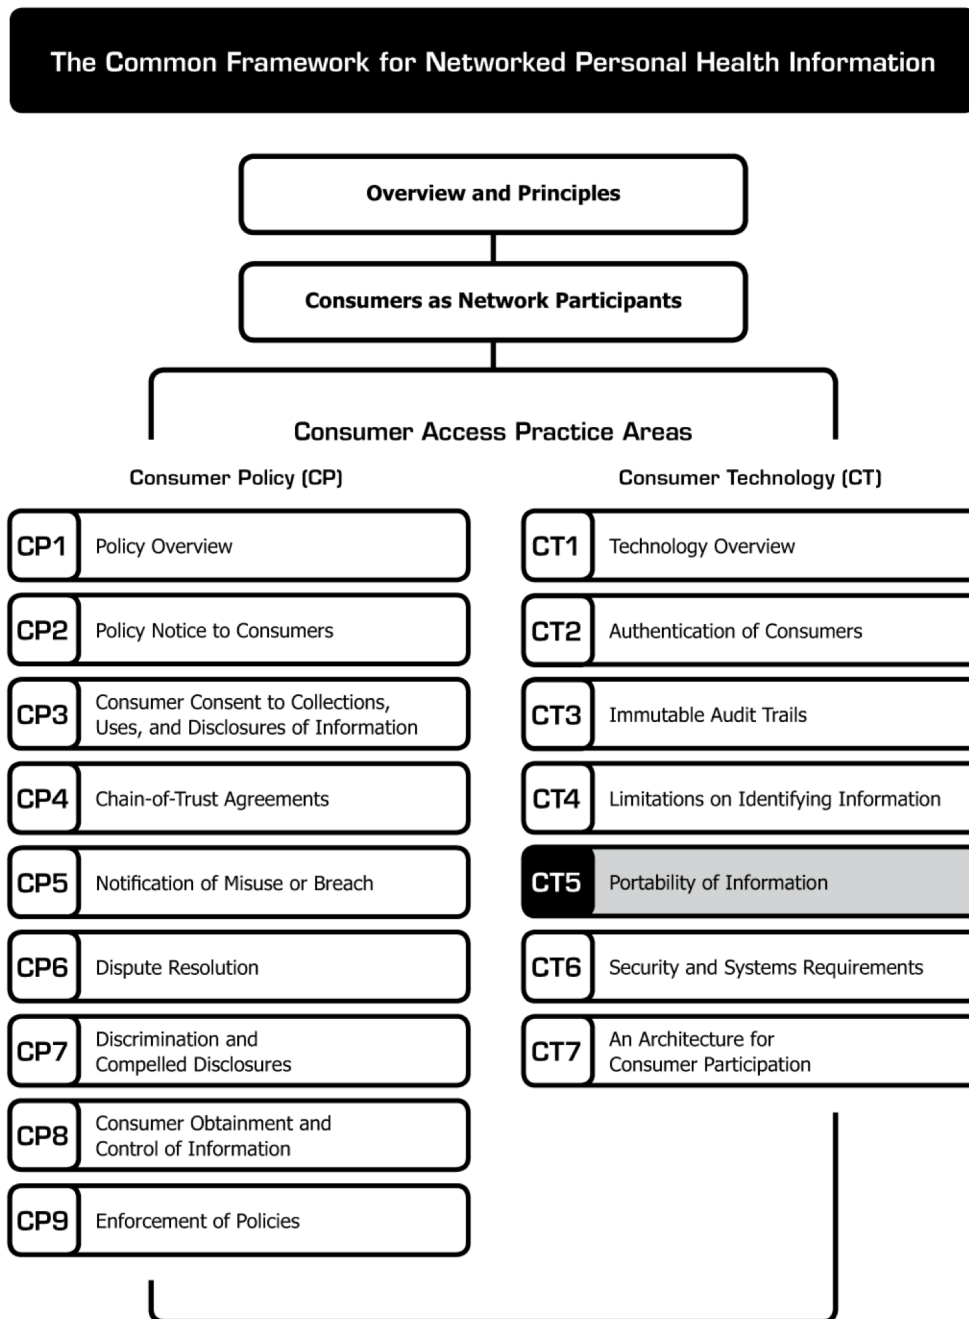 The Common Framework for Networked Personal Health Information
Overview and Principles
Consumers as Network Participants
Consumer Access Practice Areas
Consumer Policy (CP)
CP1 Policy Overview
CP2 Policy Notice to Consumers
CP3 Consumer Consent to Collections,
Uses, and Disclosures of Information
CP4 Chain-of-Trust Agreements
CP5 Notification of Misuse or Breach
CP6 Dispute Resolution
CP7 Discrimination and
Compelled Disclosures
CP8 Consumer Obtainment and
Control of Information
CP9 Enforcement of Policies
Consumer Technology (CT)
CT1 Technology Overview
CT2 Authentication of Consumers
CT3 Immutable Audit Trails
CT4 Limitations on Identifying Information
CT5 Portability of Information
CT6 Security and Systems Requirements
CT7 An Architecture for
Consumer Participation